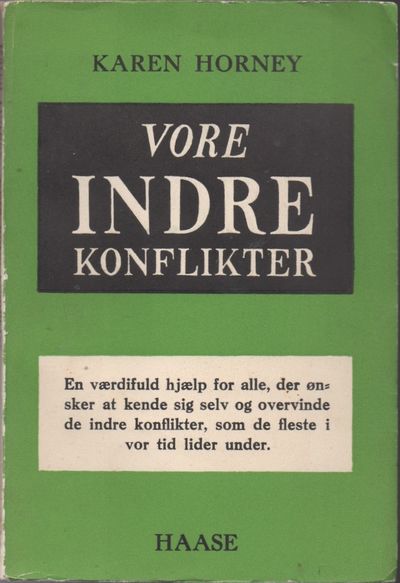 KAREN HORNEY
VORE
INDRE
KONFLIKTER
En værdifuld hjælp for alle, der øn=
sker at kende sig selv og overvinde
de indre konflikter, som de fleste i
vor tid lider under.
HAASE